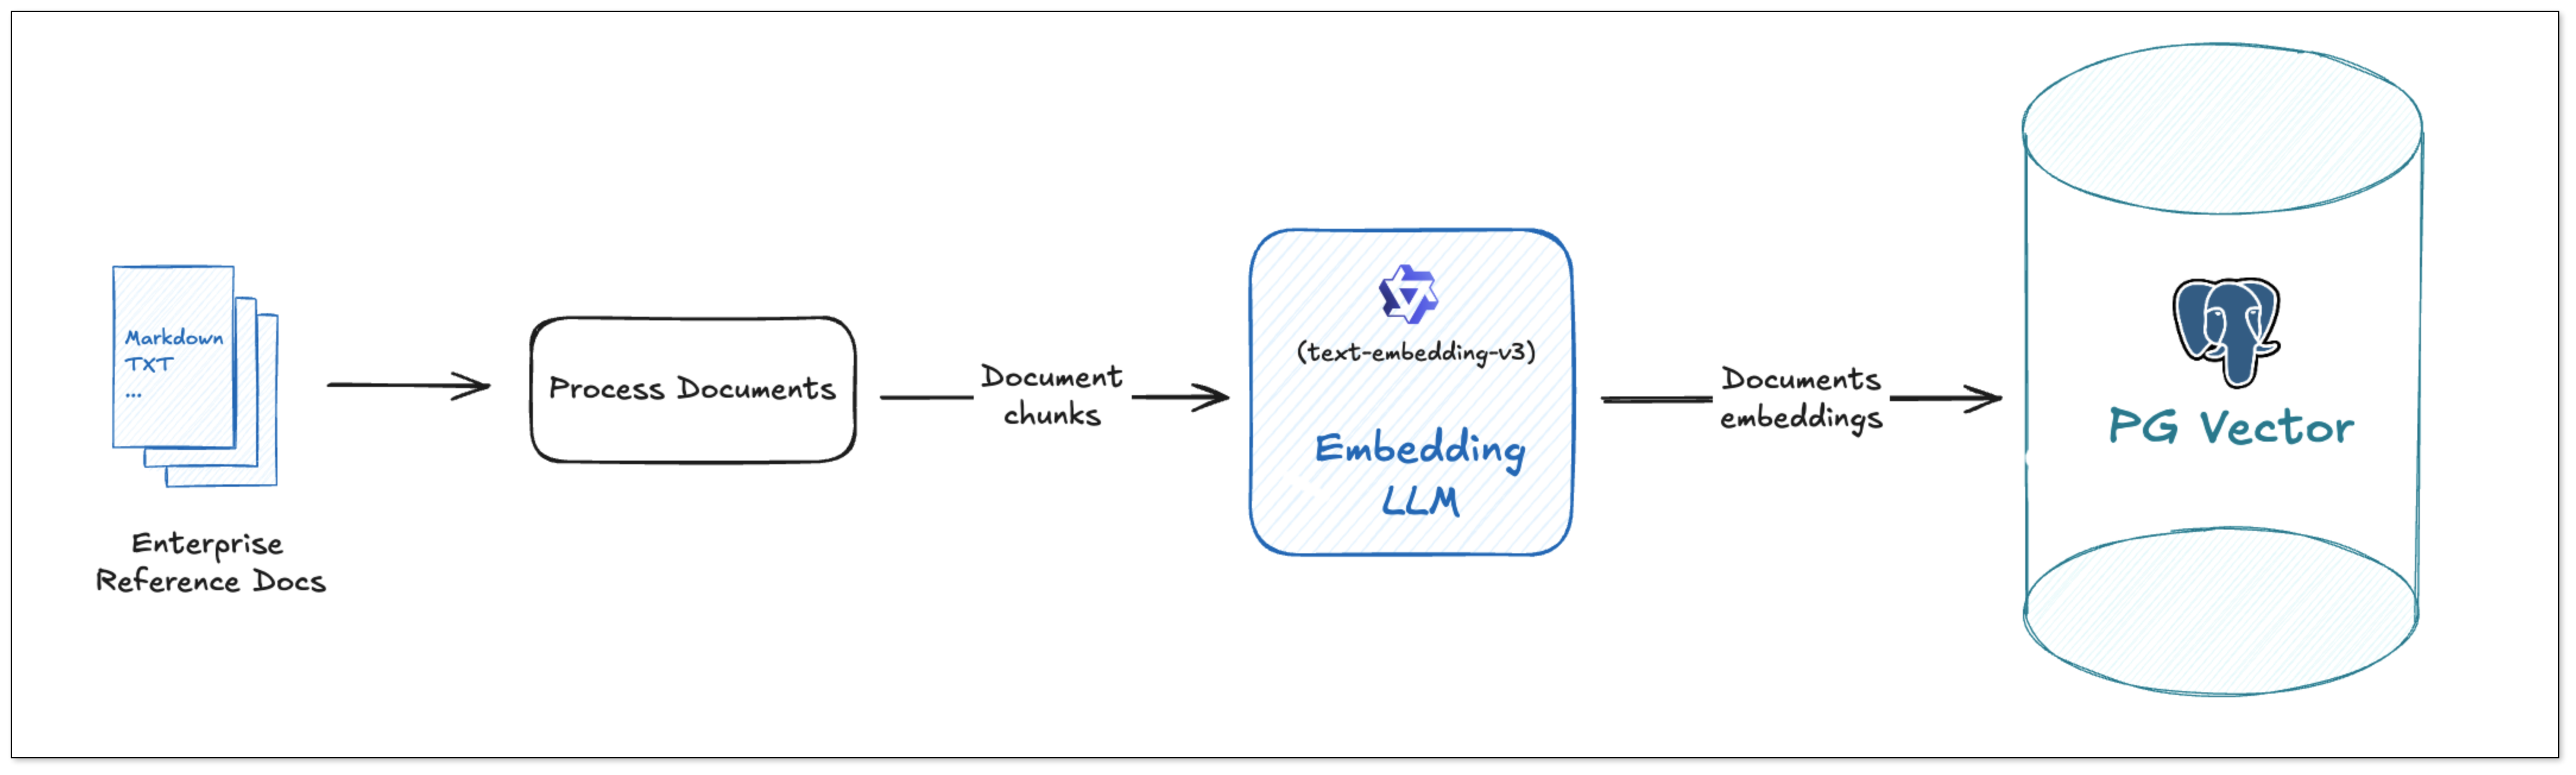 Markdown
TXT
...
Enterprise
Reference Docs
Process Documents
Document
chunks
(text-embedding-v3)
Embedding
LLM
Documents
embeddings
PG Vector